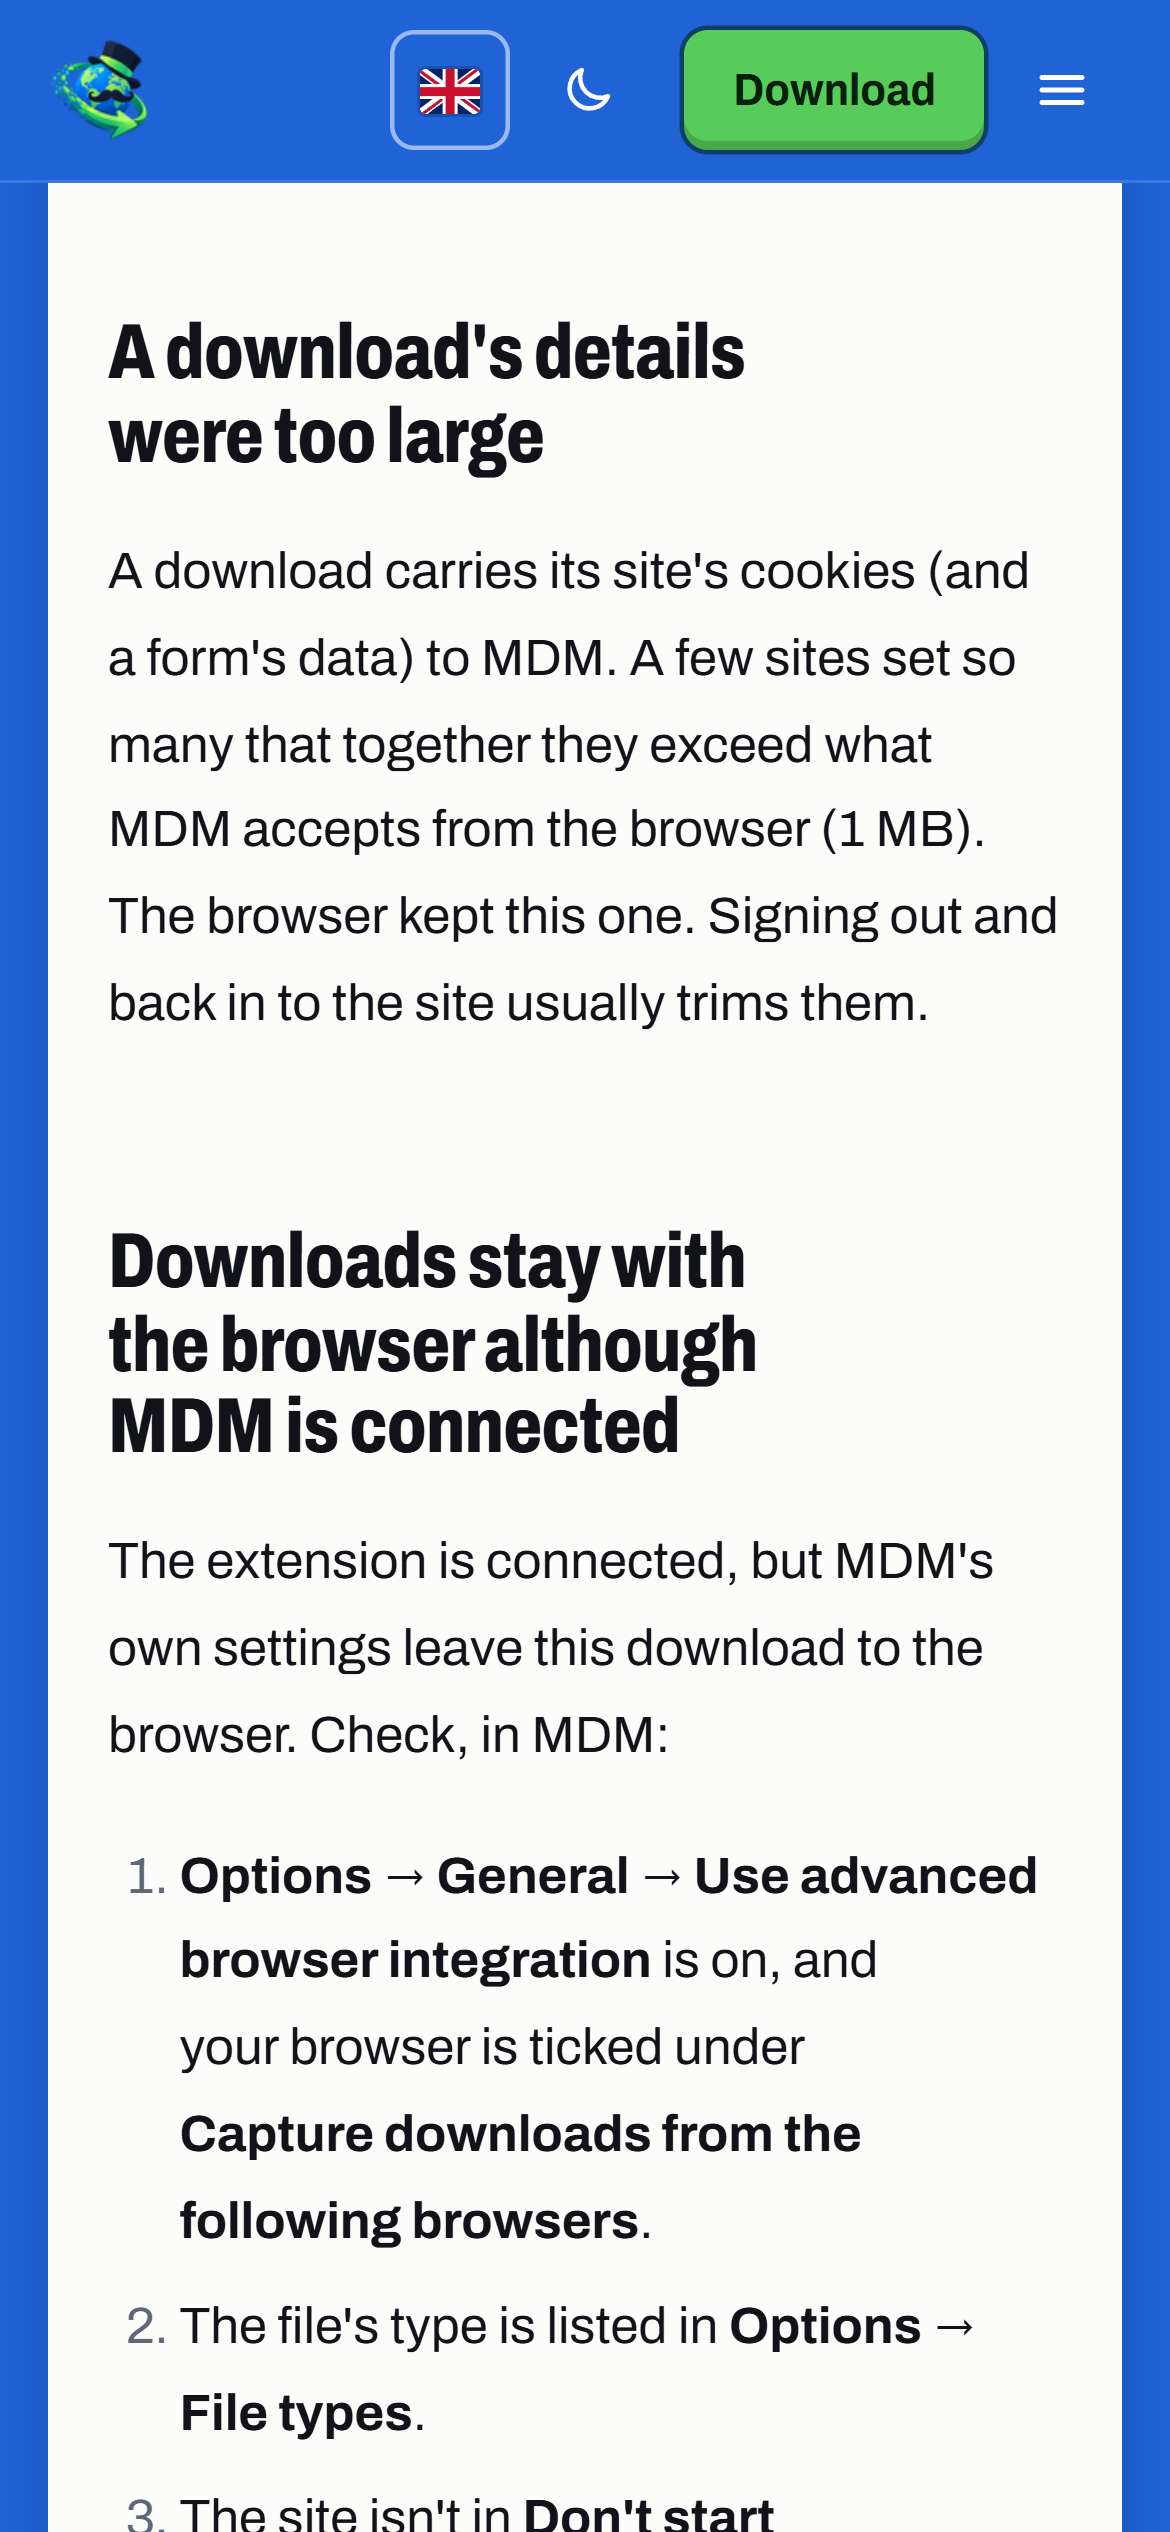 Download
A download's details
were too large
A download carries its site's cookies (and
a form's data) to MDM. A few sites set so
many that together they exceed what
MDM accepts from the browser (1 MB).
The browser kept this one. Signing out and
back in to the site usually trims them.
Downloads stay with
the browser although
MDM is connected
The extension is connected, but MDM's
own settings leave this download to the
browser. Check, in MDM:
1. Options → General → Use advanced
browser integration is on, and
your browser is ticked under
Capture downloads from the
following browsers.
2. The file's type is listed in Options →
File types.
3. The site isn't in Don't start